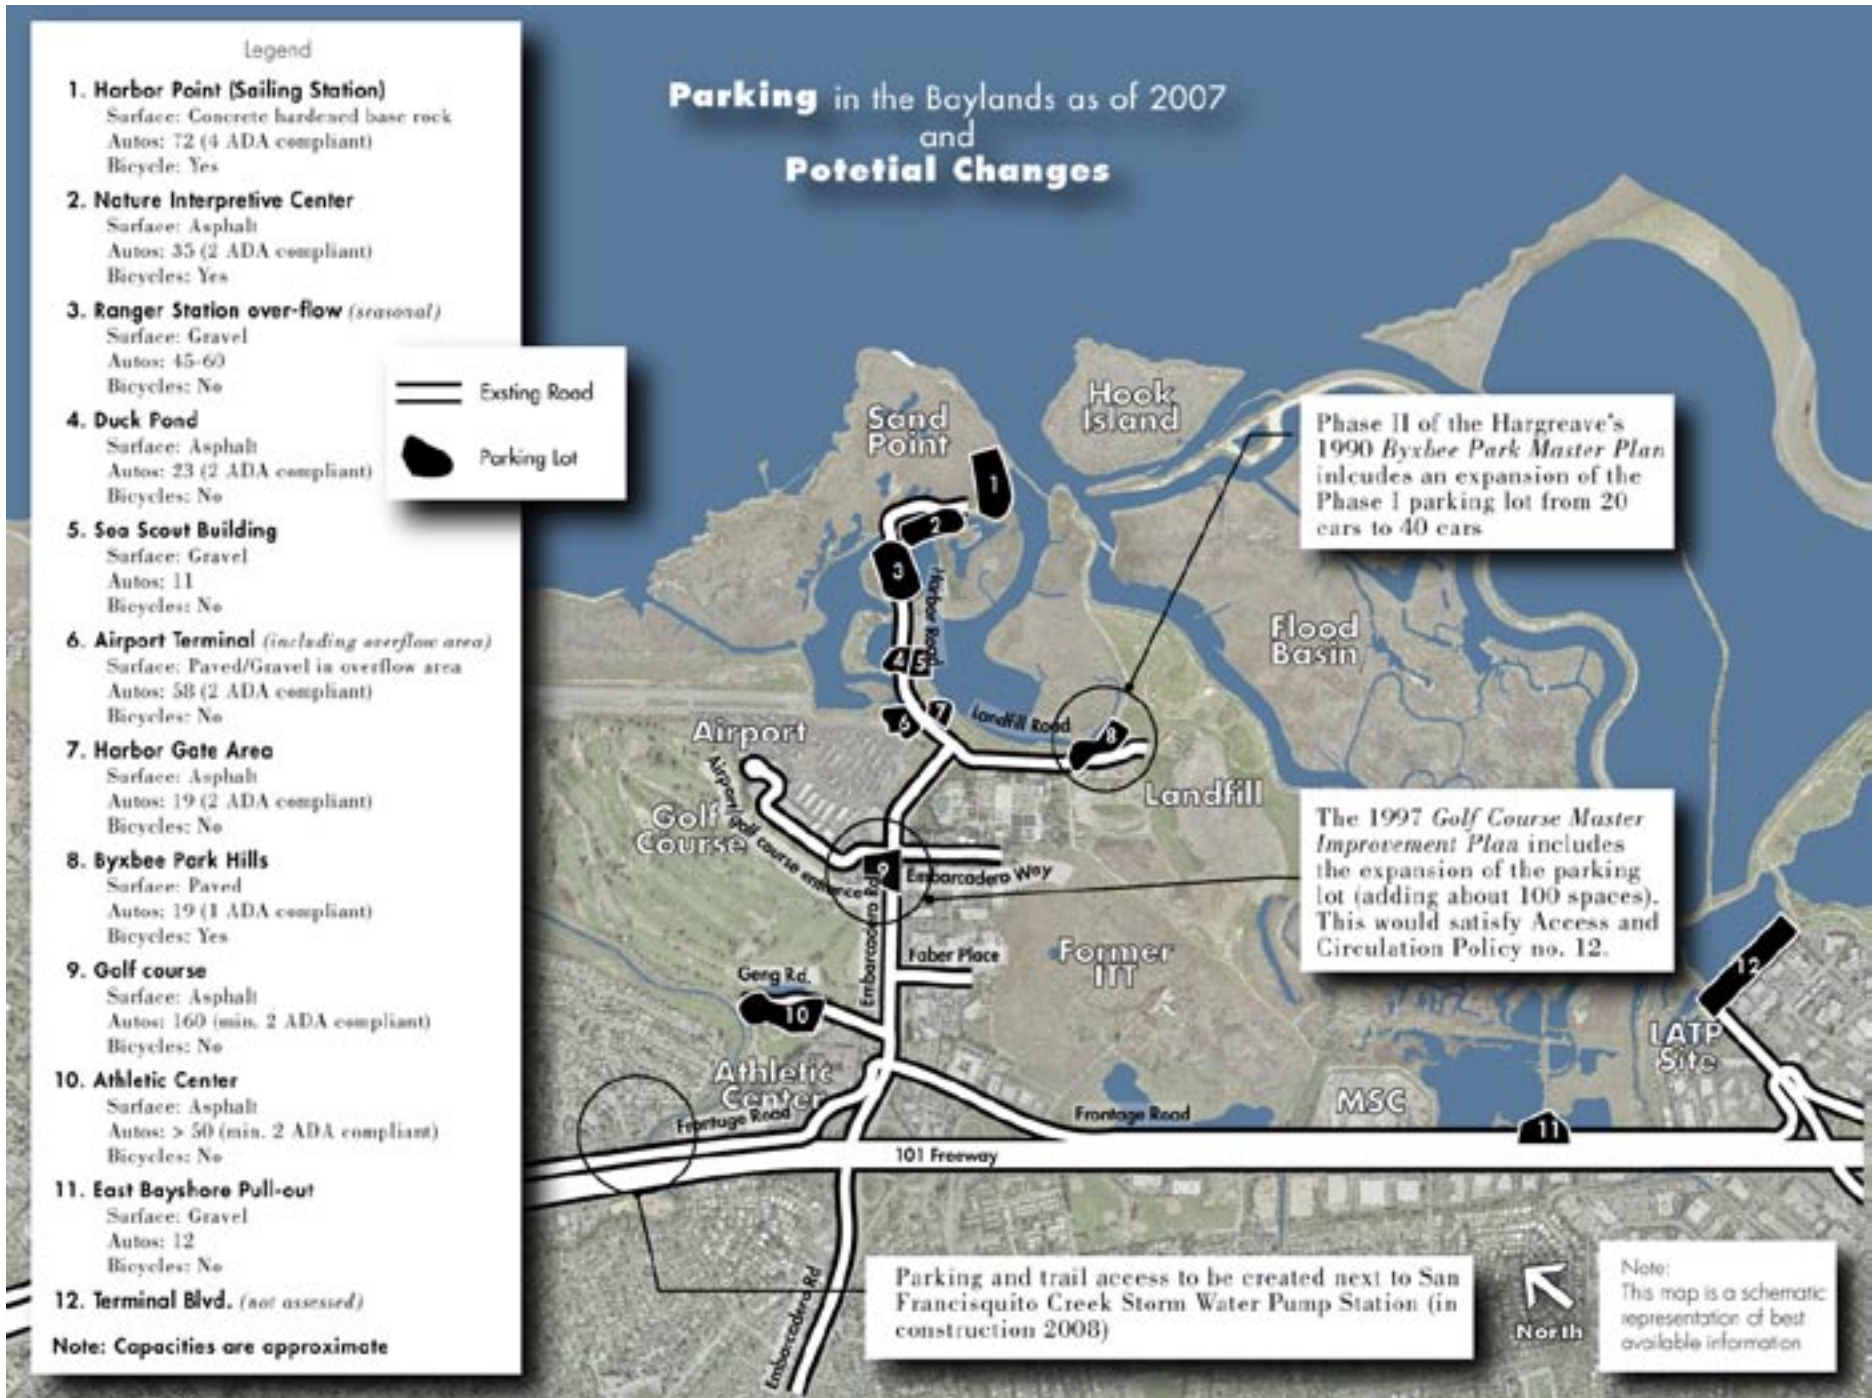 Legend
1. Harbor Point (Sailing Station)
Surface: Concrete hardened base rock
Autos: 72 (4 ADA compliant)
Bicycle: Yes
2. Nature Interpretive Center
Surface: Asphalt
Autos: 35 (2 ADA compliant)
Bicycles: Yes
3. Ranger Station over-flow (seasonal)
Surface: Gravel
Autos: 45-60
Bicycles: No
4. Duck Pond
Surface: Asphalt
Autos: 23 (2 ADA compliant)
Bicycles: No
5. Sea Scout Building
Surface: Gravel
Autos: 11
Bicycles: No
6. Airport Terminal (including overflow area)
Surface: Paved/Gravel in overflow area
Autos: 58 (2 ADA compliant)
Bicycles: No
7. Harbor Gate Area
Surface: Asphalt
Autos: 19 (2 ADA compliant)
Bicycles: No
8. Byxbee Park Hills
Surface: Paved
Autos: 19 (1 ADA compliant)
Bicycles: Yes
9. Golf course
Surface: Asphalt
Autos: 160 (min. 2 ADA compliant)
Bicycles: No
10. Athletic Center
Surface: Asphalt
Autos: > 50 (min. 2 ADA compliant)
Bicycles: No
11. East Bayshore Pull-out
Surface: Gravel
Autos: 12
Bicycles: No
12. Terminal Blvd. (not assessed)
Note: Capacities are approximate
Exsting Road
Parking Lot
Parking in the Baylands as of 2007
and
Potetial Changes
Sand
Point
Hook
Island
1
2
3
Harbor Road
4
5
6
7
Landfill Road
8
Flood
Basin
Phase II of the Hargreave's
1990 Byxbee Park Master Plan
inlcudes an expansion of the
Phase I parking lot from 20
cars to 40 cars
Airport
Golf
Course
Airport/ golf course entrance
Landfill
9
Embarcadero Way
Embarcadero Rd
The 1997 Golf Course Master
Improvement Plan includes
the expansion of the parking
lot (adding about 100 spaces).
This would satisfy Access and
Circulation Policy no. 12.
Faber Place
Former
ITT
Geng Rd.
10
12
LATP
Site
Athletic
Center
Frontage Road
Frontage Road
MSC
11
101 Freeway
Embarcadero Rd
Parking and trail access to be created next to San
Francisquito Creek Storm Water Pump Station (in
construction 2008)
North
Note:
This map is a schematic
representation of best
available information